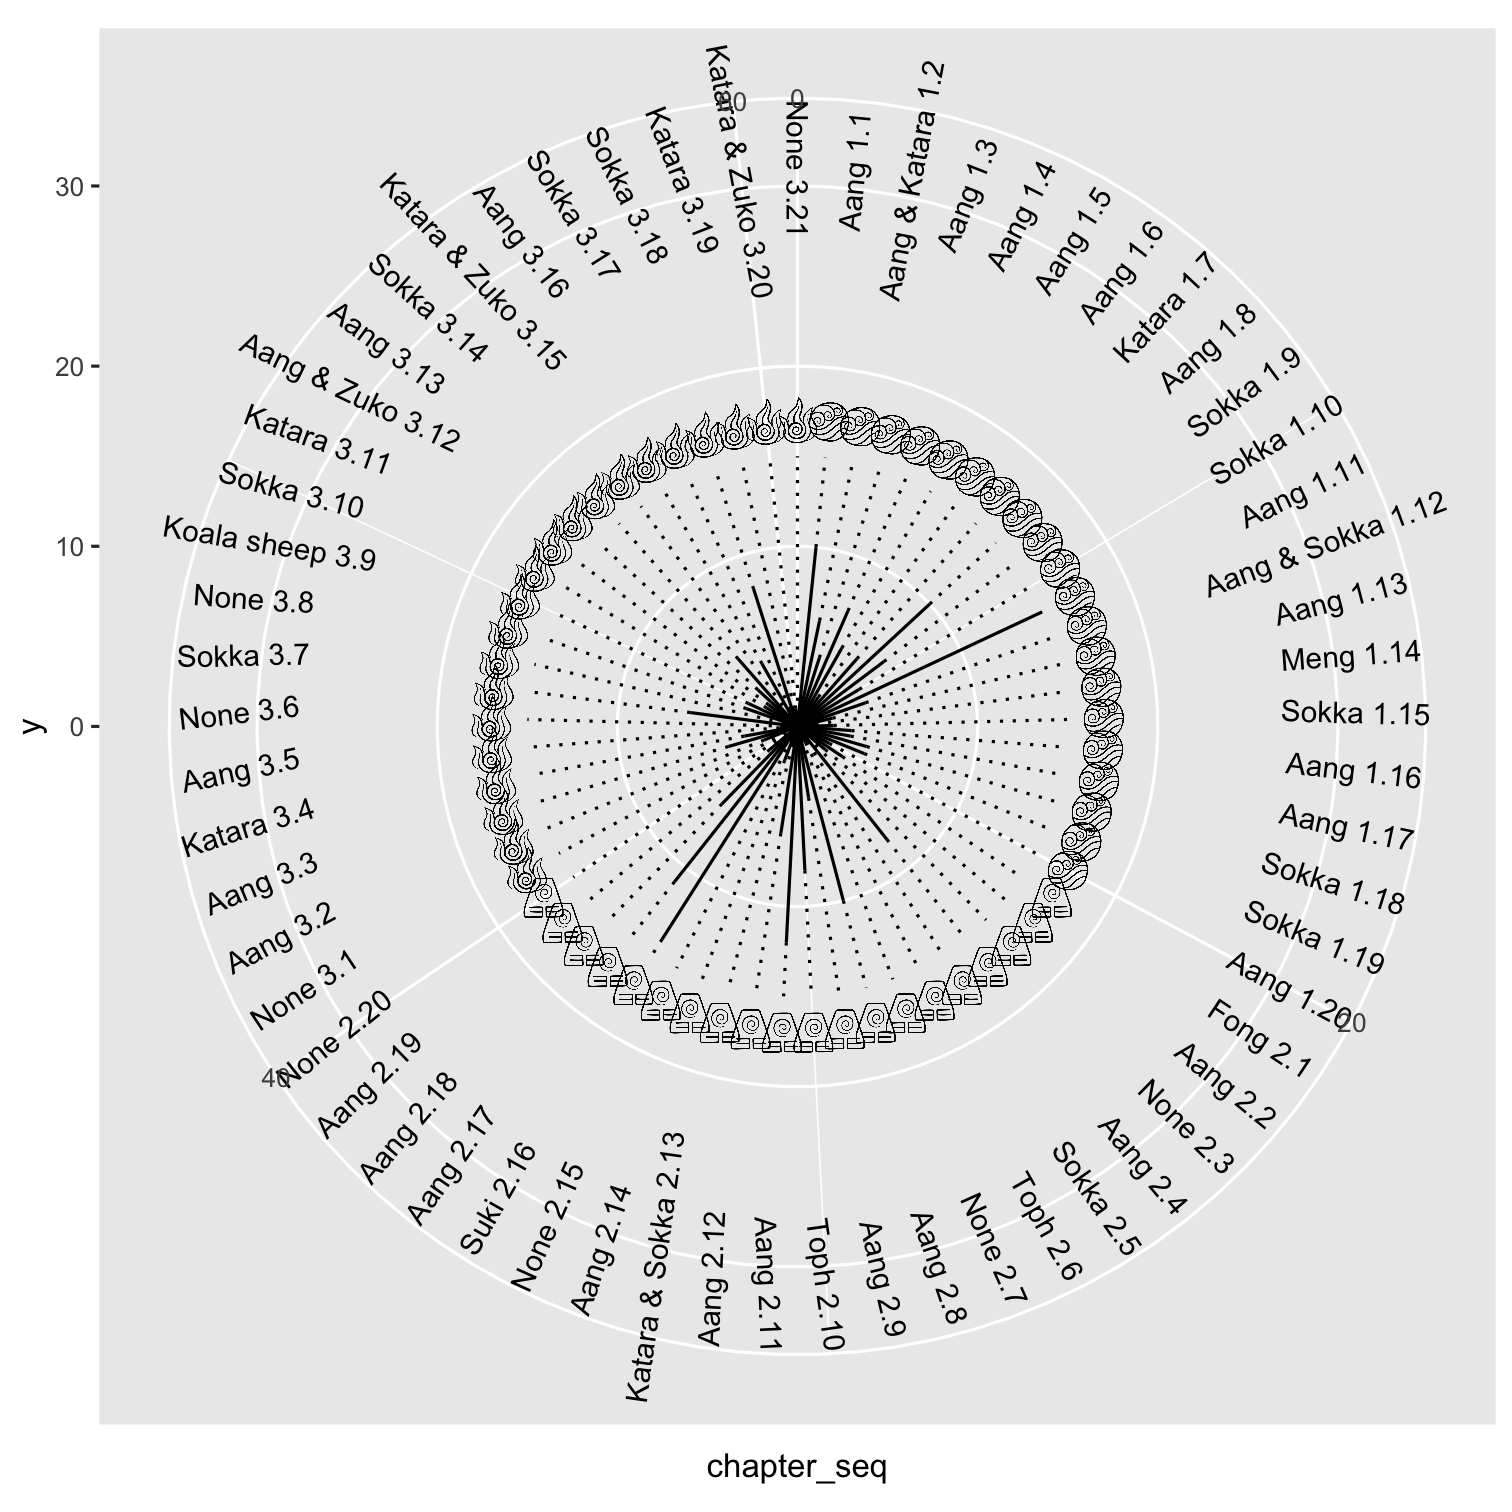 Aang 1.1
Aang & Katara 1.2
Aang 1.3
Aang 1.4
Aang 1.5
Aang 1.6
Katara 1.7
Aang 1.8
Sokka 1.9
Sokka 1.10
Aang 1.11
Aang & Sokka 1.12
Aang 1.13
Meng 1.14
Sokka 1.15
Aang 1.16
Aang 1.17
Sokka 1.18
Sokka 1.19
Aang 1.20
Fong 2.1
Aang 2.2
None 2.3
Aang 2.4
Sokka 2.5
Toph 2.6
None 2.7
Aang 2.8
Aang 2.9
Toph 2.10
Aang 2.11
Aang 2.12
Katara & Sokka 2.13
Aang 2.14
None 2.15
Suki 2.16
Aang 2.17
Aang 2.18
Aang 2.19
None 2.20
None 3.1
Aang 3.2
Aang 3.3
Katara 3.4
Aang 3.5
None 3.6
Sokka 3.7
None 3.8
Koala sheep 3.9
Sokka 3.10
Katara 3.11
Aang & Zuko 3.12
Aang 3.13
Sokka 3.14
Katara & Zuko 3.15
Aang 3.16
Sokka 3.17
Sokka 3.18
Katara 3.19
Katara & Zuko 3.20
None 3.21
0
20
40
30
20
10
0
y
chapter_seq